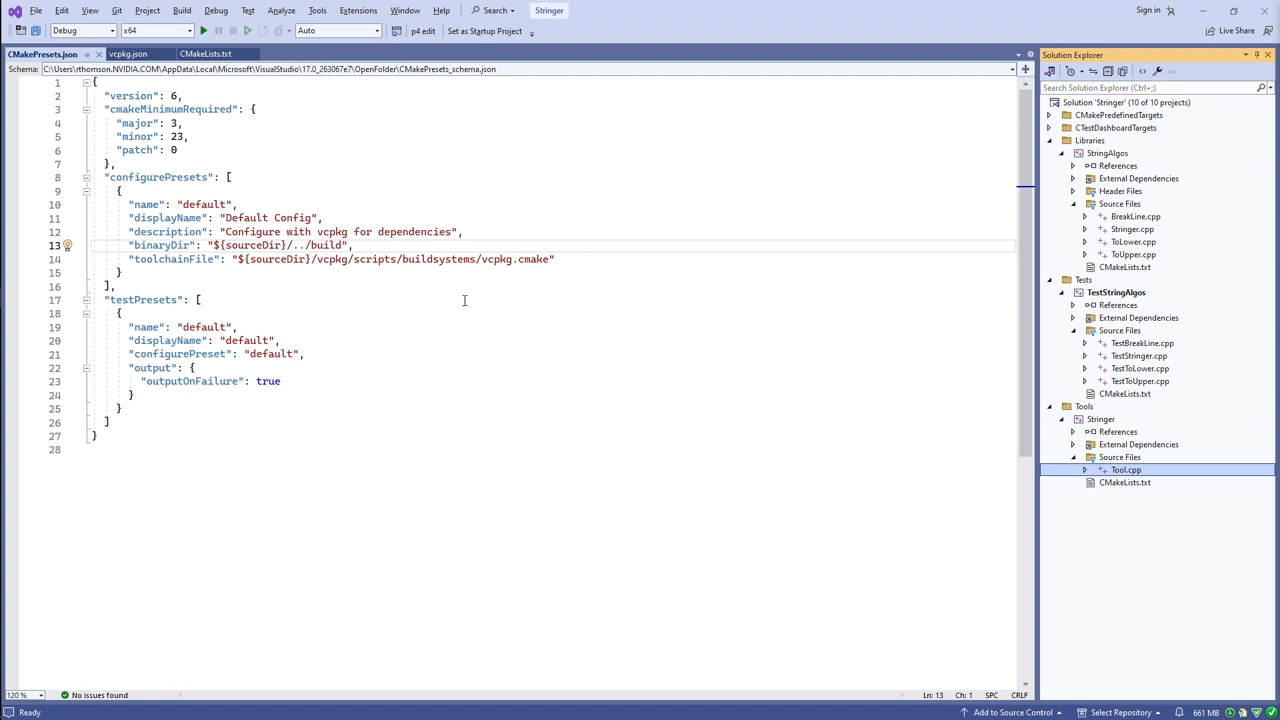 File Edit View Git Project Build Debug Test Analyze Tools Extensions Window Help Search Stringer Sign in
Debug x64 Auto p4 edit Set as Startup Project Live Share
CMakePresets.json vcpkg.json CMakeLists.txt
Schema: C:\Users\rthomson.NVIDIA.COM\AppData\Local\Microsoft\VisualStudio\17.0_263067e7\OpenFolder\CMakePresets_schema.json
1 {
2 "version": 6,
3 "cmakeMinimumRequired": {
4 "major": 3,
5 "minor": 23,
6 "patch": 0
7 },
8 "configurePresets": [
9 {
10 "name": "default",
11 "displayName": "Default Config",
12 "description": "Configure with vcpkg for dependencies",
13 "binaryDir": "${sourceDir}/../build",
14 "toolchainFile": "${sourceDir}/vcpkg/scripts/buildsystems/vcpkg.cmake"
15 }
16 ],
17 "testPresets": [
18 {
19 "name": "default",
20 "displayName": "default",
21 "configurePreset": "default",
22 "output": {
23 "outputOnFailure": true
24 }
25 }
26 ]
27 }
28
Solution Explorer
Search Solution Explorer (Ctrl+;)
Solution 'Stringer' (10 of 10 projects)
CMakePredefinedTargets
CTestDashboardTargets
Libraries
StringAlgos
References
External Dependencies
Header Files
Source Files
BreakLine.cpp
Stringer.cpp
ToLower.cpp
ToUpper.cpp
CMakeLists.txt
Tests
TestStringAlgos
References
External Dependencies
Source Files
TestBreakLine.cpp
TestStringer.cpp
TestToLower.cpp
TestToUpper.cpp
CMakeLists.txt
Tools
Stringer
References
External Dependencies
Source Files
Tool.cpp
CMakeLists.txt
120 % No issues found Ln: 13 Ch: 1 SPC CRLF
Ready Add to Source Control Select Repository 661 MB